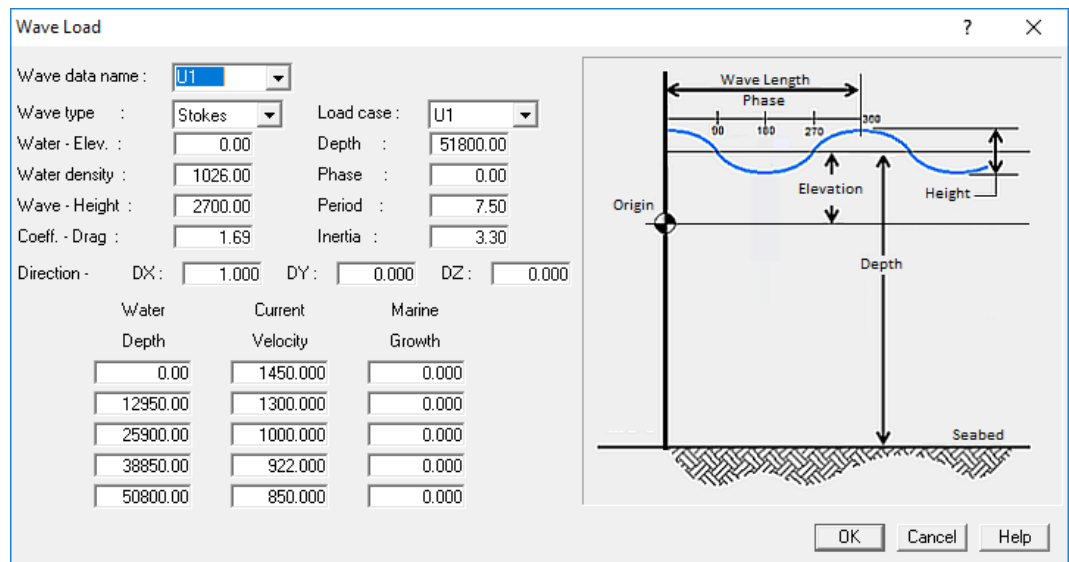 Wave Load ? ×
Wave data name : U1
Wave type : Stokes Load case : U1
Water - Elev. : 0.00 Depth : 51800.00
Water density : 1026.00 Phase : 0.00
Wave - Height : 2700.00 Period : 7.50
Coeff. - Drag : 1.69 Inertia : 3.30
Direction - DX : 1.000 DY : 0.000 DZ : 0.000
Water Current Marine
Depth Velocity Growth
0.00 1450.000 0.000
12950.00 1300.000 0.000
25900.00 1000.000 0.000
38850.00 922.000 0.000
50800.00 850.000 0.000
Wave Length
Phase
90 180 270 360
Elevation
Height
Origin
Depth
Seabed
OK Cancel Help